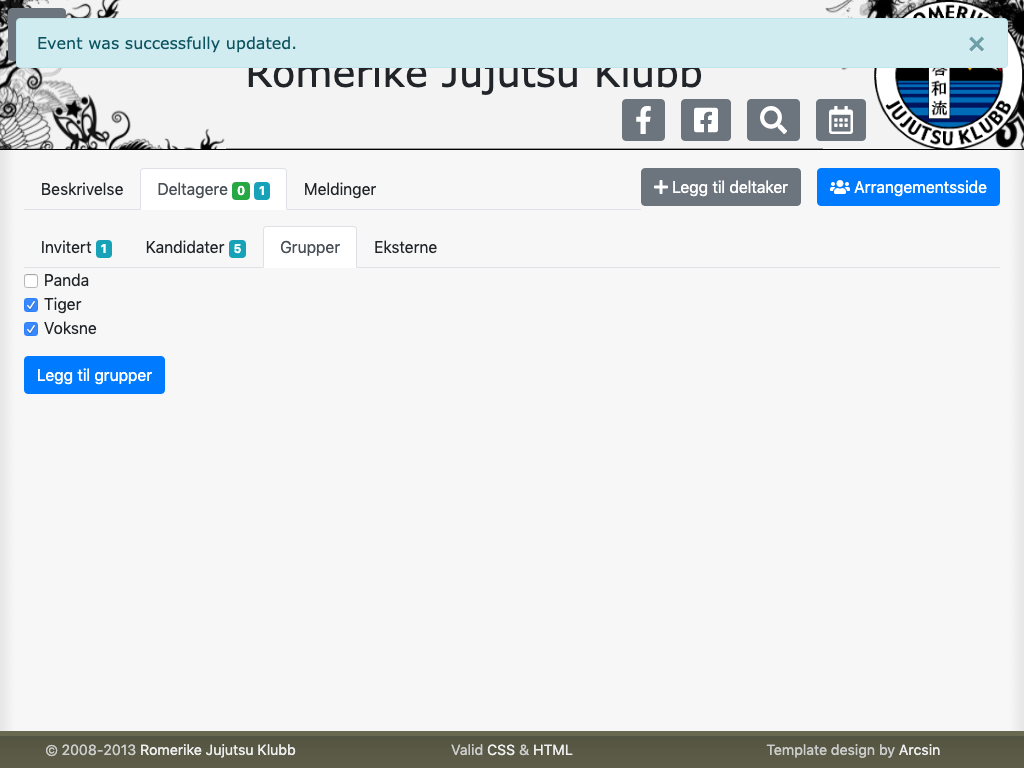 Event was successfully updated.
×
Romerike Jujutsu Klubb
ROMERIKE
和
流
JUJUTSU KLUBB
Beskrivelse
Deltagere 0 1
Meldinger
Legg til deltaker
Arrangementsside
Invitert 1
Kandidater 5
Grupper
Eksterne
Panda
Tiger
Voksne
Legg til grupper
© 2008-2013 Romerike Jujutsu Klubb
Valid CSS & HTML
Template design by Arcsin